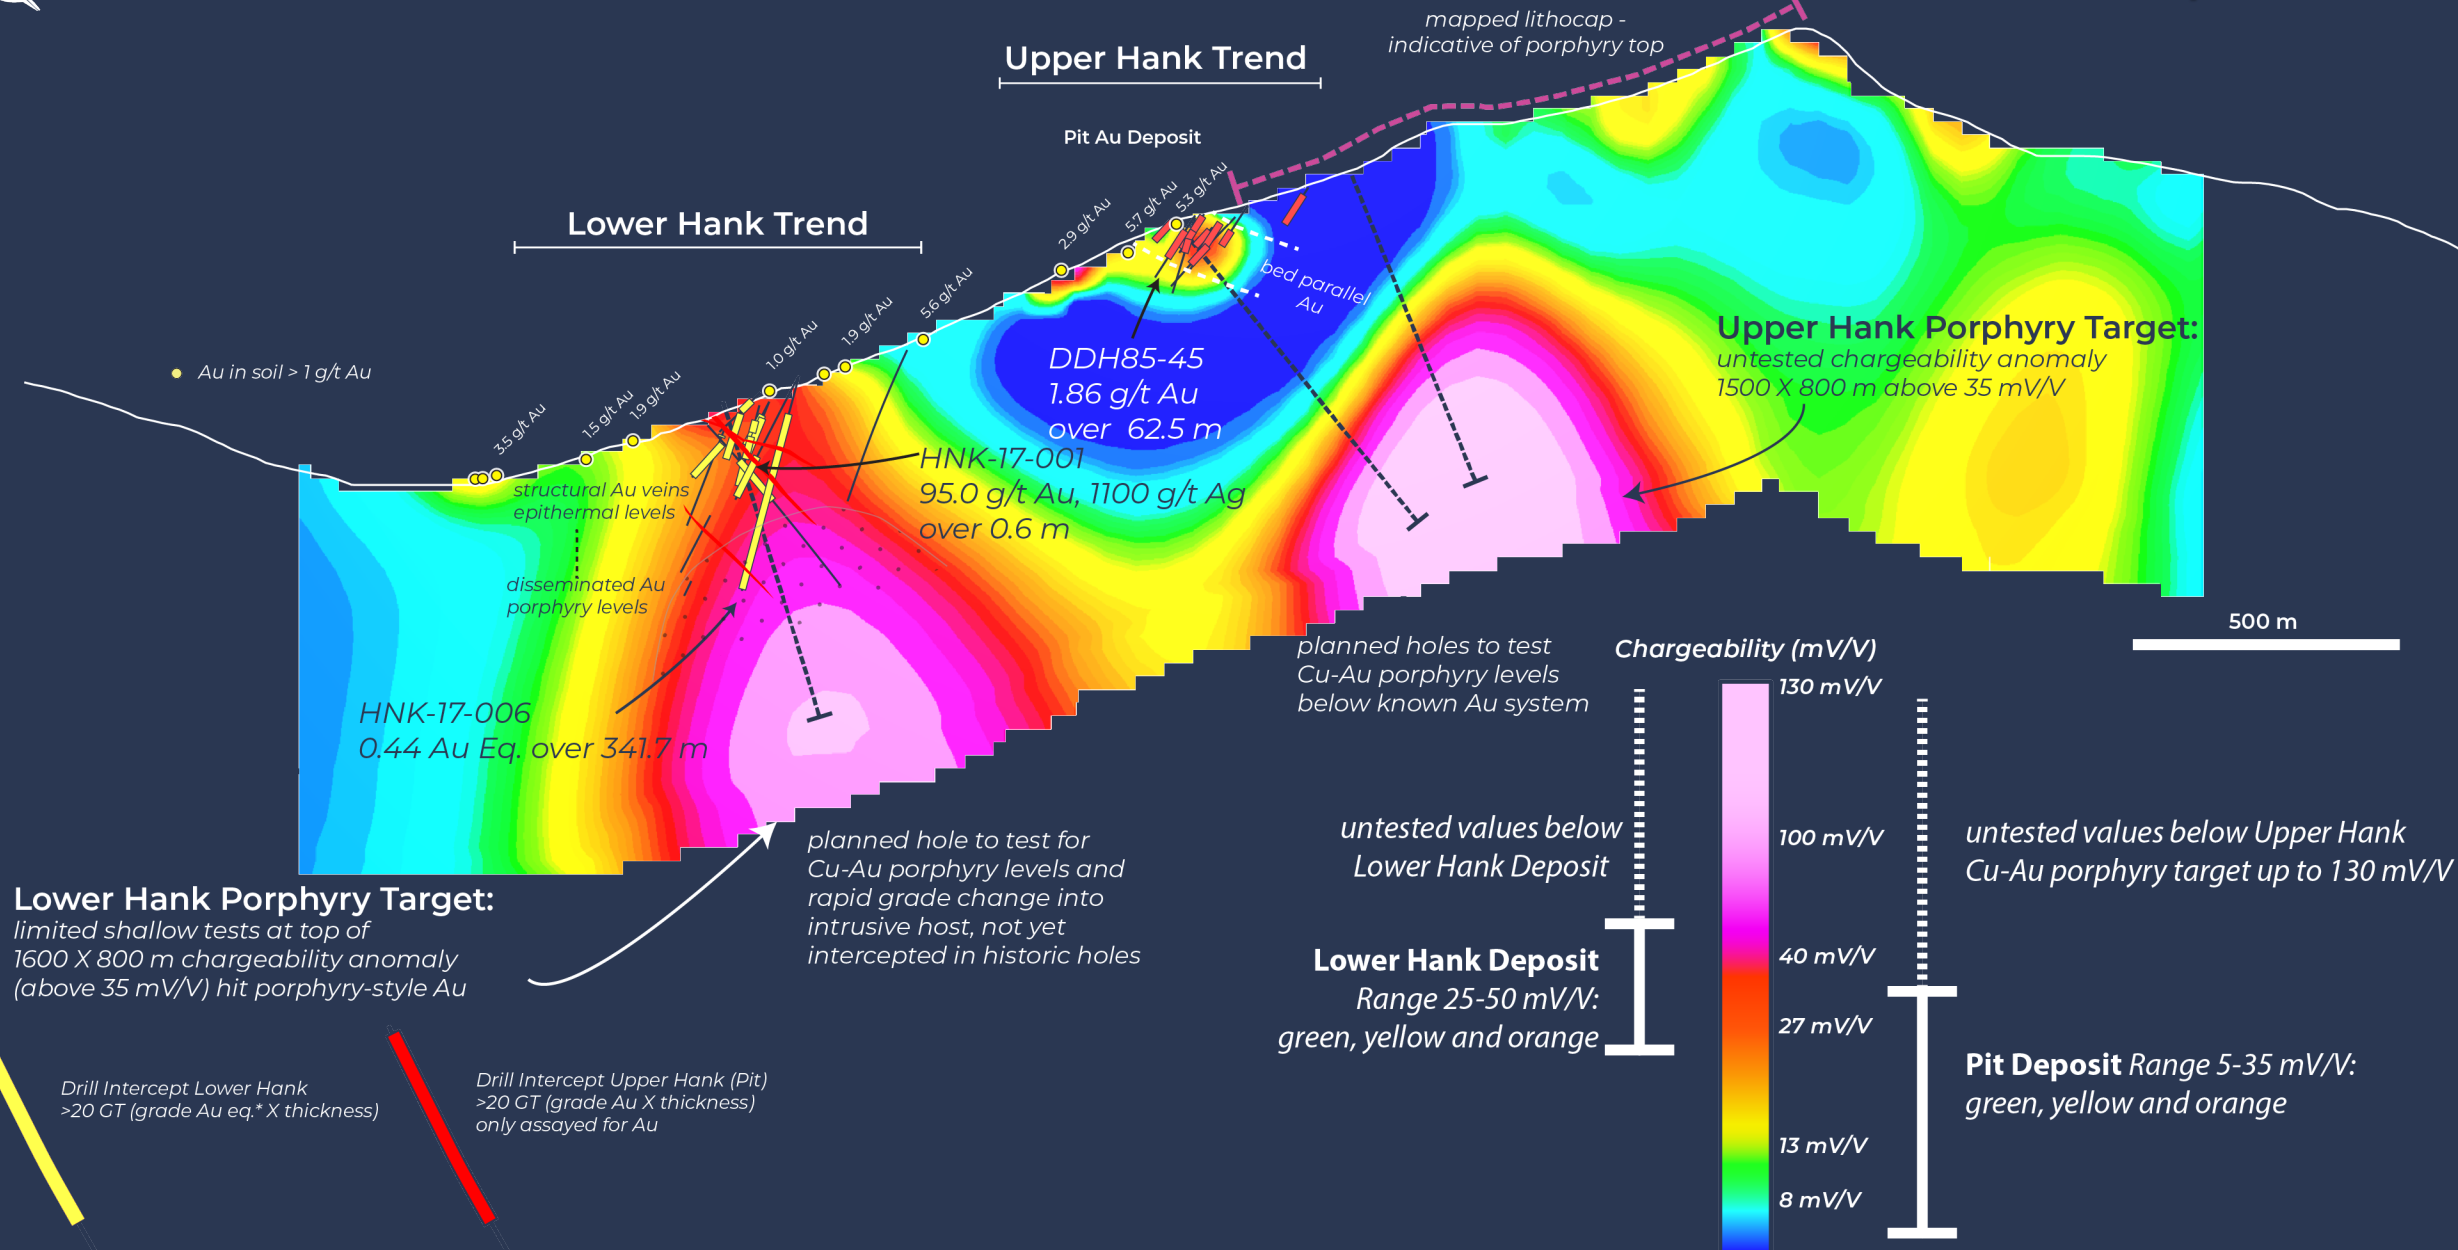 mapped lithocap -
indicative of porphyry top
Upper Hank Trend
Pit Au Deposit
Lower Hank Trend
5.3 g/t Au
5.7 g/t Au
2.9 g/t Au
5.6 g/t Au
1.9 g/t Au
1.0 g/t Au
1.9 g/t Au
1.5 g/t Au
3.5 g/t Au
Au in soil > 1 g/t Au
bed parallel
Au
DDH85-45
1.86 g/t Au
over 62.5 m
Upper Hank Porphyry Target:
untested chargeability anomaly
1500 X 800 m above 35 mV/V
HNK-17-001
95.0 g/t Au, 1100 g/t Ag
over 0.6 m
structural Au veins
epithermal levels
disseminated Au
porphyry levels
HNK-17-006
0.44 Au Eq. over 341.7 m
500 m
planned holes to test
Cu-Au porphyry levels
below known Au system
Chargeability (mV/V)
130 mV/V
100 mV/V
40 mV/V
27 mV/V
13 mV/V
8 mV/V
untested values below
Lower Hank Deposit
untested values below Upper Hank
Cu-Au porphyry target up to 130 mV/V
planned hole to test for
Cu-Au porphyry levels and
rapid grade change into
intrusive host, not yet
intercepted in historic holes
Lower Hank Porphyry Target:
limited shallow tests at top of
1600 X 800 m chargeability anomaly
(above 35 mV/V) hit porphyry-style Au
Lower Hank Deposit
Range 25-50 mV/V:
green, yellow and orange
Pit Deposit Range 5-35 mV/V:
green, yellow and orange
Drill Intercept Lower Hank
>20 GT (grade Au eq.* X thickness)
Drill Intercept Upper Hank (Pit)
>20 GT (grade Au X thickness)
only assayed for Au